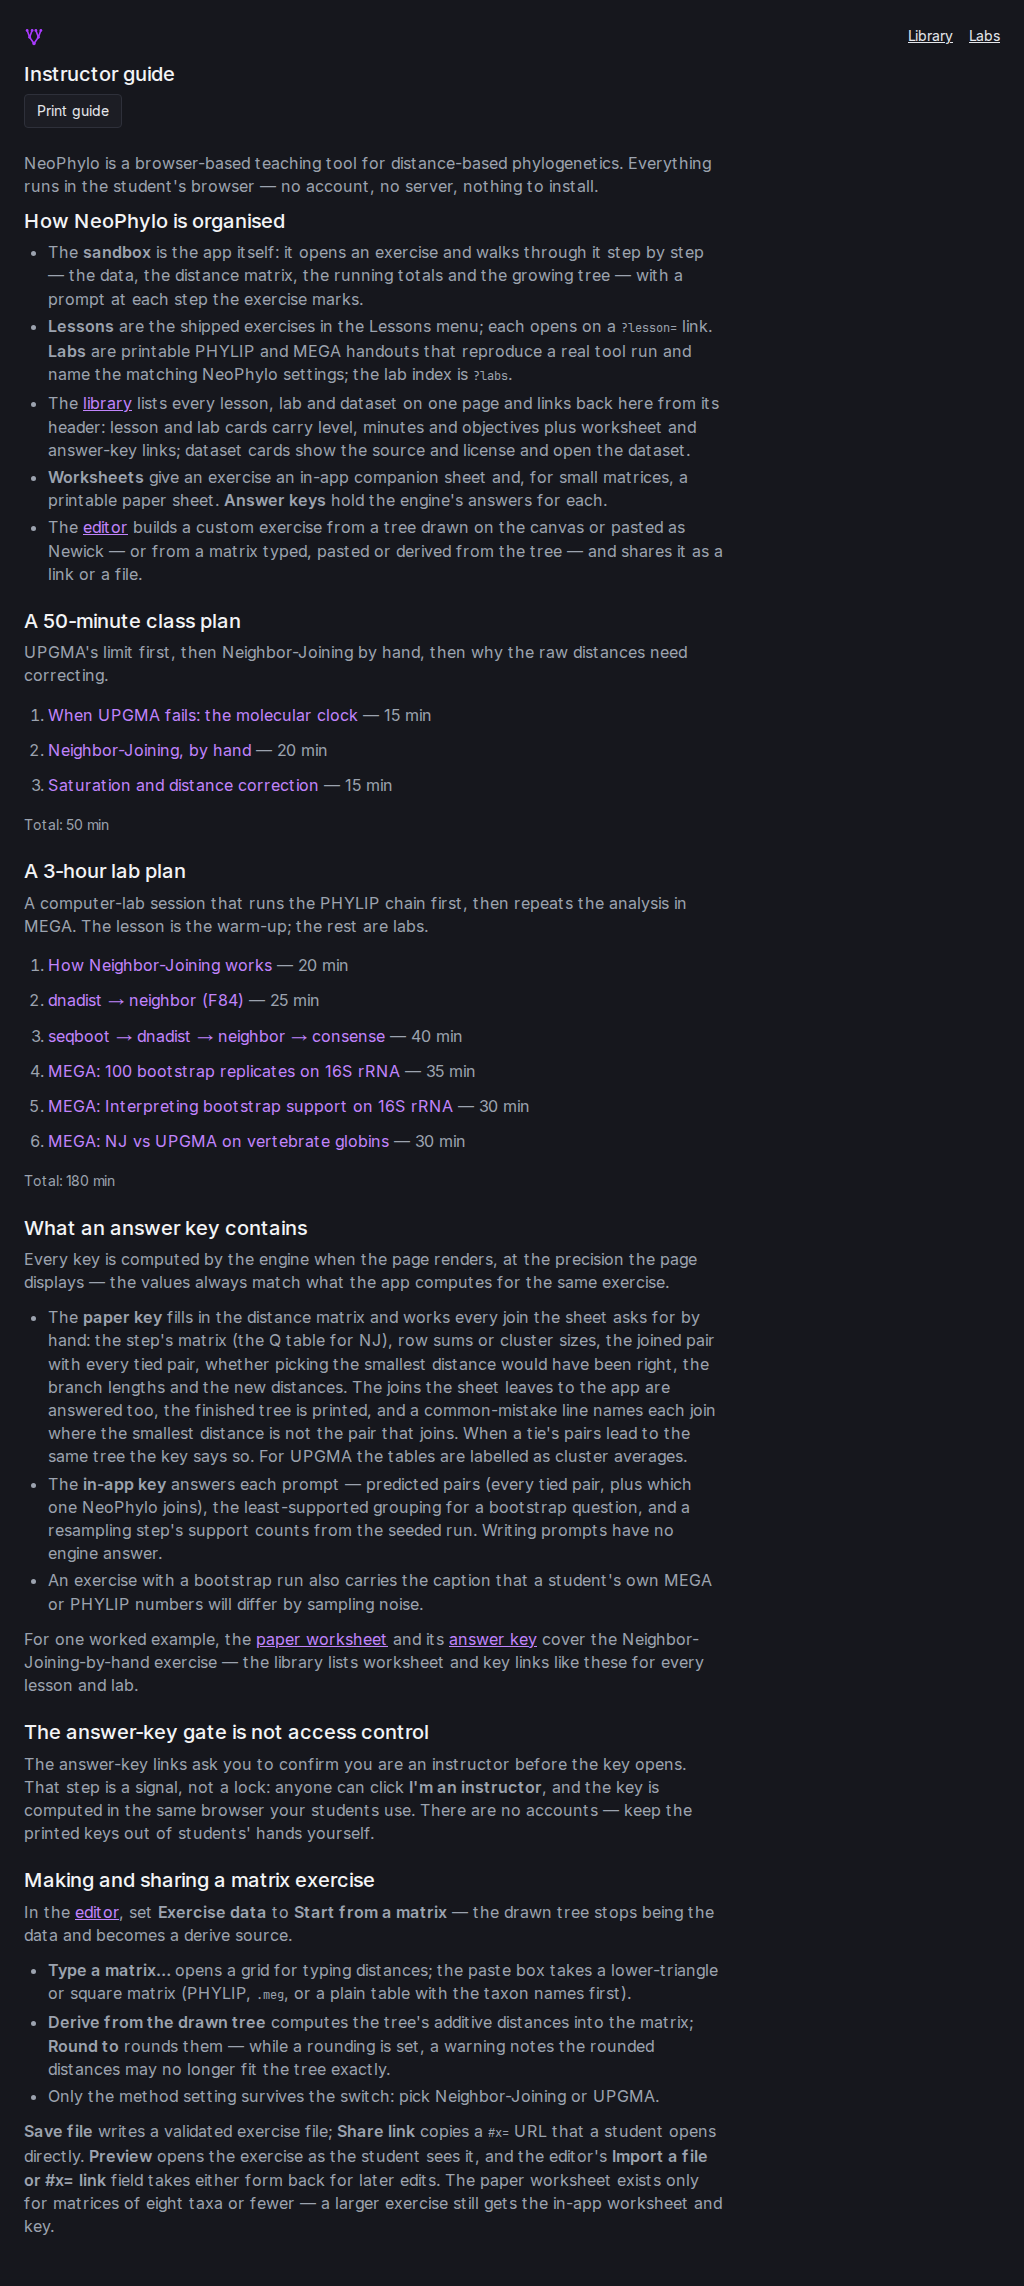 Library Labs
Instructor guide
Print guide
NeoPhylo is a browser-based teaching tool for distance-based phylogenetics. Everything
runs in the student's browser — no account, no server, nothing to install.
How NeoPhylo is organised
• The sandbox is the app itself: it opens an exercise and walks through it step by step
— the data, the distance matrix, the running totals and the growing tree — with a
prompt at each step the exercise marks.
• Lessons are the shipped exercises in the Lessons menu; each opens on a ?lesson= link.
Labs are printable PHYLIP and MEGA handouts that reproduce a real tool run and
name the matching NeoPhylo settings; the lab index is ?labs.
• The library lists every lesson, lab and dataset on one page and links back here from its
header: lesson and lab cards carry level, minutes and objectives plus worksheet and
answer-key links; dataset cards show the source and license and open the dataset.
• Worksheets give an exercise an in-app companion sheet and, for small matrices, a
printable paper sheet. Answer keys hold the engine's answers for each.
• The editor builds a custom exercise from a tree drawn on the canvas or pasted as
Newick — or from a matrix typed, pasted or derived from the tree — and shares it as a
link or a file.
A 50-minute class plan
UPGMA's limit first, then Neighbor-Joining by hand, then why the raw distances need
correcting.
1. When UPGMA fails: the molecular clock — 15 min
2. Neighbor-Joining, by hand — 20 min
3. Saturation and distance correction — 15 min
Total: 50 min
A 3-hour lab plan
A computer-lab session that runs the PHYLIP chain first, then repeats the analysis in
MEGA. The lesson is the warm-up; the rest are labs.
1. How Neighbor-Joining works — 20 min
2. dnadist → neighbor (F84) — 25 min
3. seqboot → dnadist → neighbor → consense — 40 min
4. MEGA: 100 bootstrap replicates on 16S rRNA — 35 min
5. MEGA: Interpreting bootstrap support on 16S rRNA — 30 min
6. MEGA: NJ vs UPGMA on vertebrate globins — 30 min
Total: 180 min
What an answer key contains
Every key is computed by the engine when the page renders, at the precision the page
displays — the values always match what the app computes for the same exercise.
• The paper key fills in the distance matrix and works every join the sheet asks for by
hand: the step's matrix (the Q table for NJ), row sums or cluster sizes, the joined pair
with every tied pair, whether picking the smallest distance would have been right, the
branch lengths and the new distances. The joins the sheet leaves to the app are
answered too, the finished tree is printed, and a common-mistake line names each join
where the smallest distance is not the pair that joins. When a tie's pairs lead to the
same tree the key says so. For UPGMA the tables are labelled as cluster averages.
• The in-app key answers each prompt — predicted pairs (every tied pair, plus which
one NeoPhylo joins), the least-supported grouping for a bootstrap question, and a
resampling step's support counts from the seeded run. Writing prompts have no
engine answer.
• An exercise with a bootstrap run also carries the caption that a student's own MEGA
or PHYLIP numbers will differ by sampling noise.
For one worked example, the paper worksheet and its answer key cover the Neighbor-
Joining-by-hand exercise — the library lists worksheet and key links like these for every
lesson and lab.
The answer-key gate is not access control
The answer-key links ask you to confirm you are an instructor before the key opens.
That step is a signal, not a lock: anyone can click I'm an instructor, and the key is
computed in the same browser your students use. There are no accounts — keep the
printed keys out of students' hands yourself.
Making and sharing a matrix exercise
In the editor, set Exercise data to Start from a matrix — the drawn tree stops being the
data and becomes a derive source.
• Type a matrix… opens a grid for typing distances; the paste box takes a lower-triangle
or square matrix (PHYLIP, .meg, or a plain table with the taxon names first).
• Derive from the drawn tree computes the tree's additive distances into the matrix;
Round to rounds them — while a rounding is set, a warning notes the rounded
distances may no longer fit the tree exactly.
• Only the method setting survives the switch: pick Neighbor-Joining or UPGMA.
Save file writes a validated exercise file; Share link copies a #x= URL that a student opens
directly. Preview opens the exercise as the student sees it, and the editor's Import a file
or #x= link field takes either form back for later edits. The paper worksheet exists only
for matrices of eight taxa or fewer — a larger exercise still gets the in-app worksheet and
key.